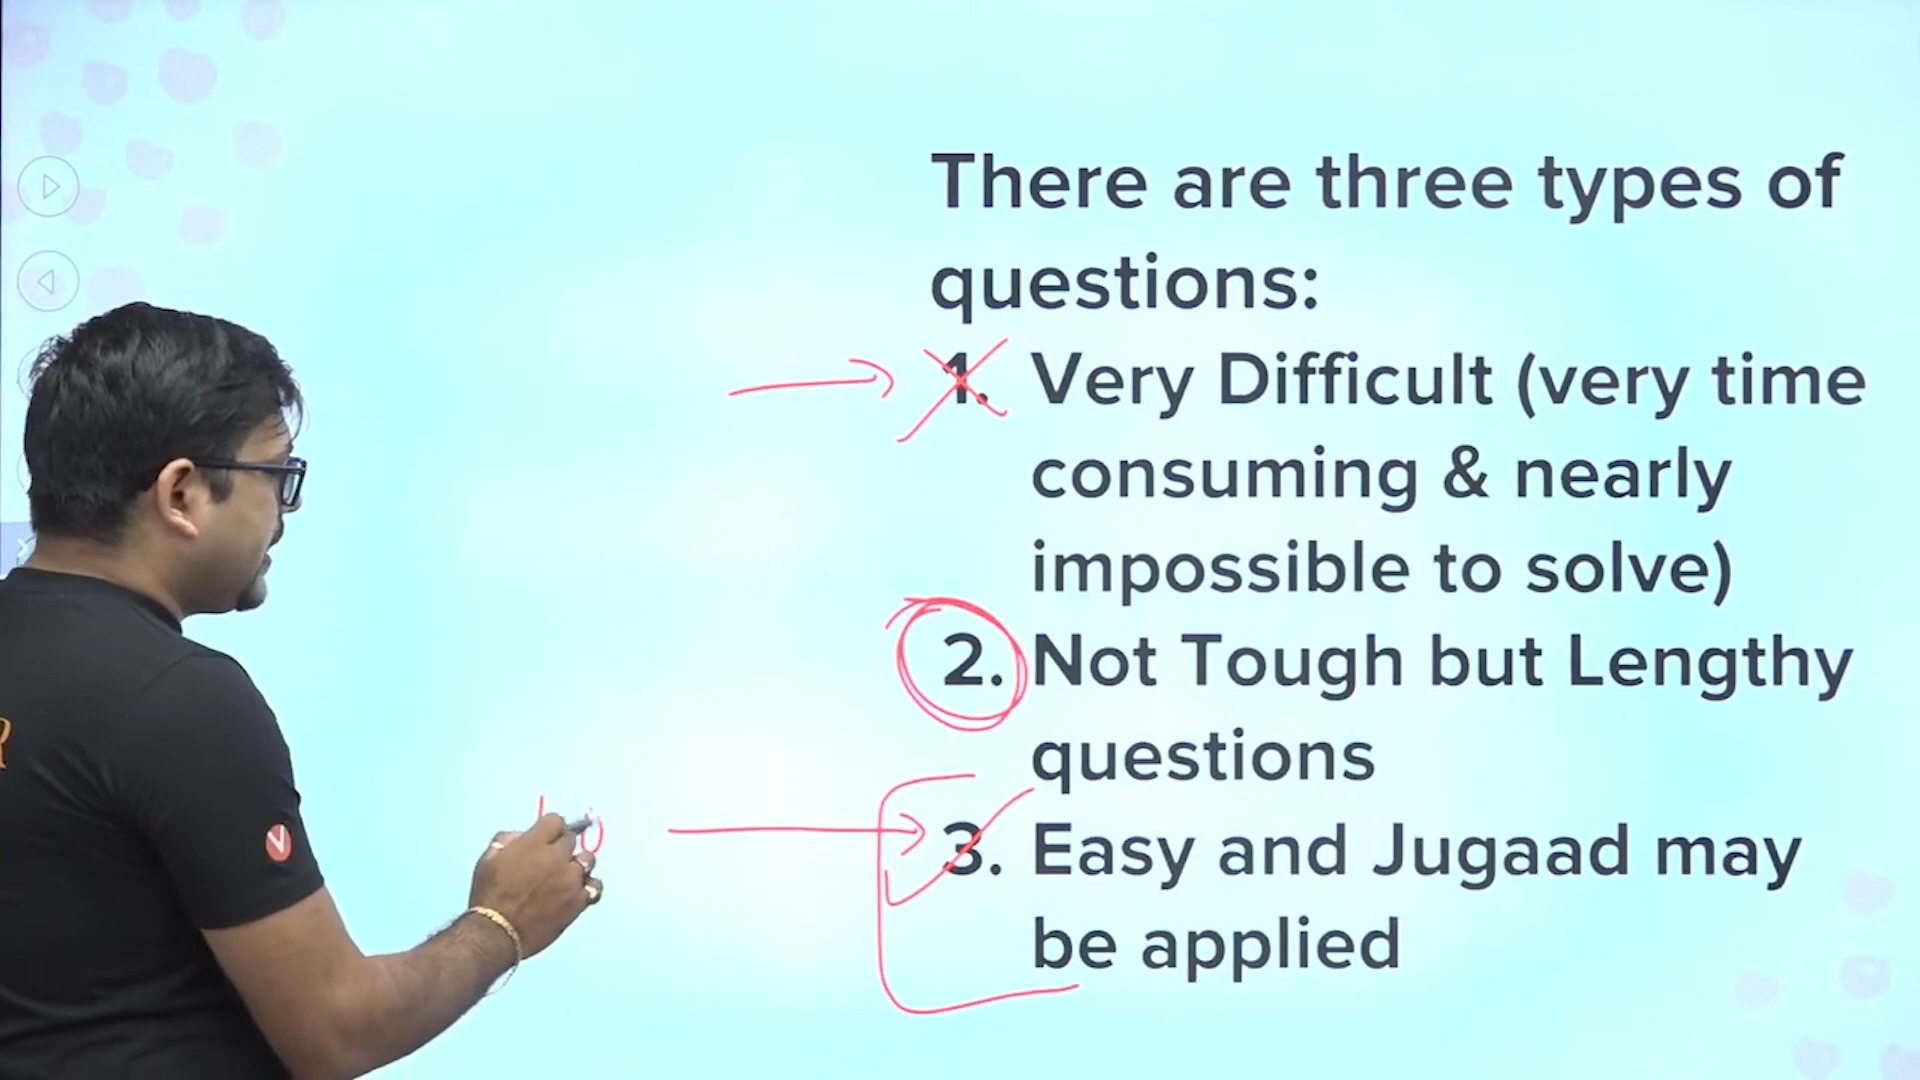 There are three types of
questions:
1. Very Difficult (very time
consuming & nearly
impossible to solve)
2. Not Tough but Lengthy
questions
3. Easy and Jugaad may
be applied